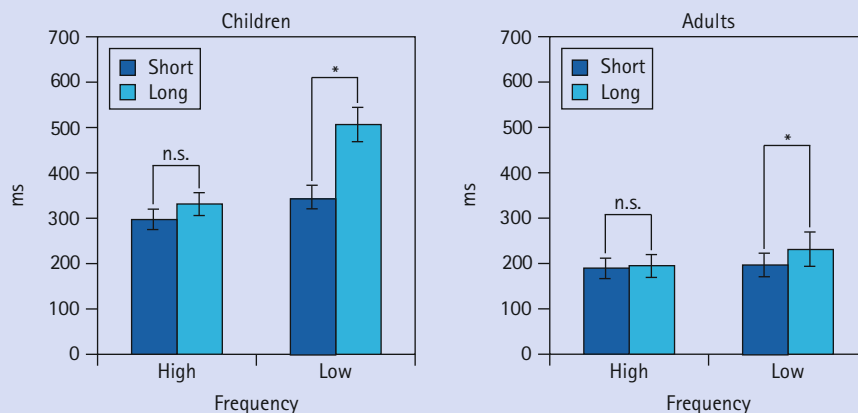 Children
700
600
500
400
300
200
100
0
ms
Short
Long
n.s.
*
High
Low
Frequency
Adults
700
600
500
400
300
200
100
0
ms
Short
Long
n.s.
*
High
Low
Frequency